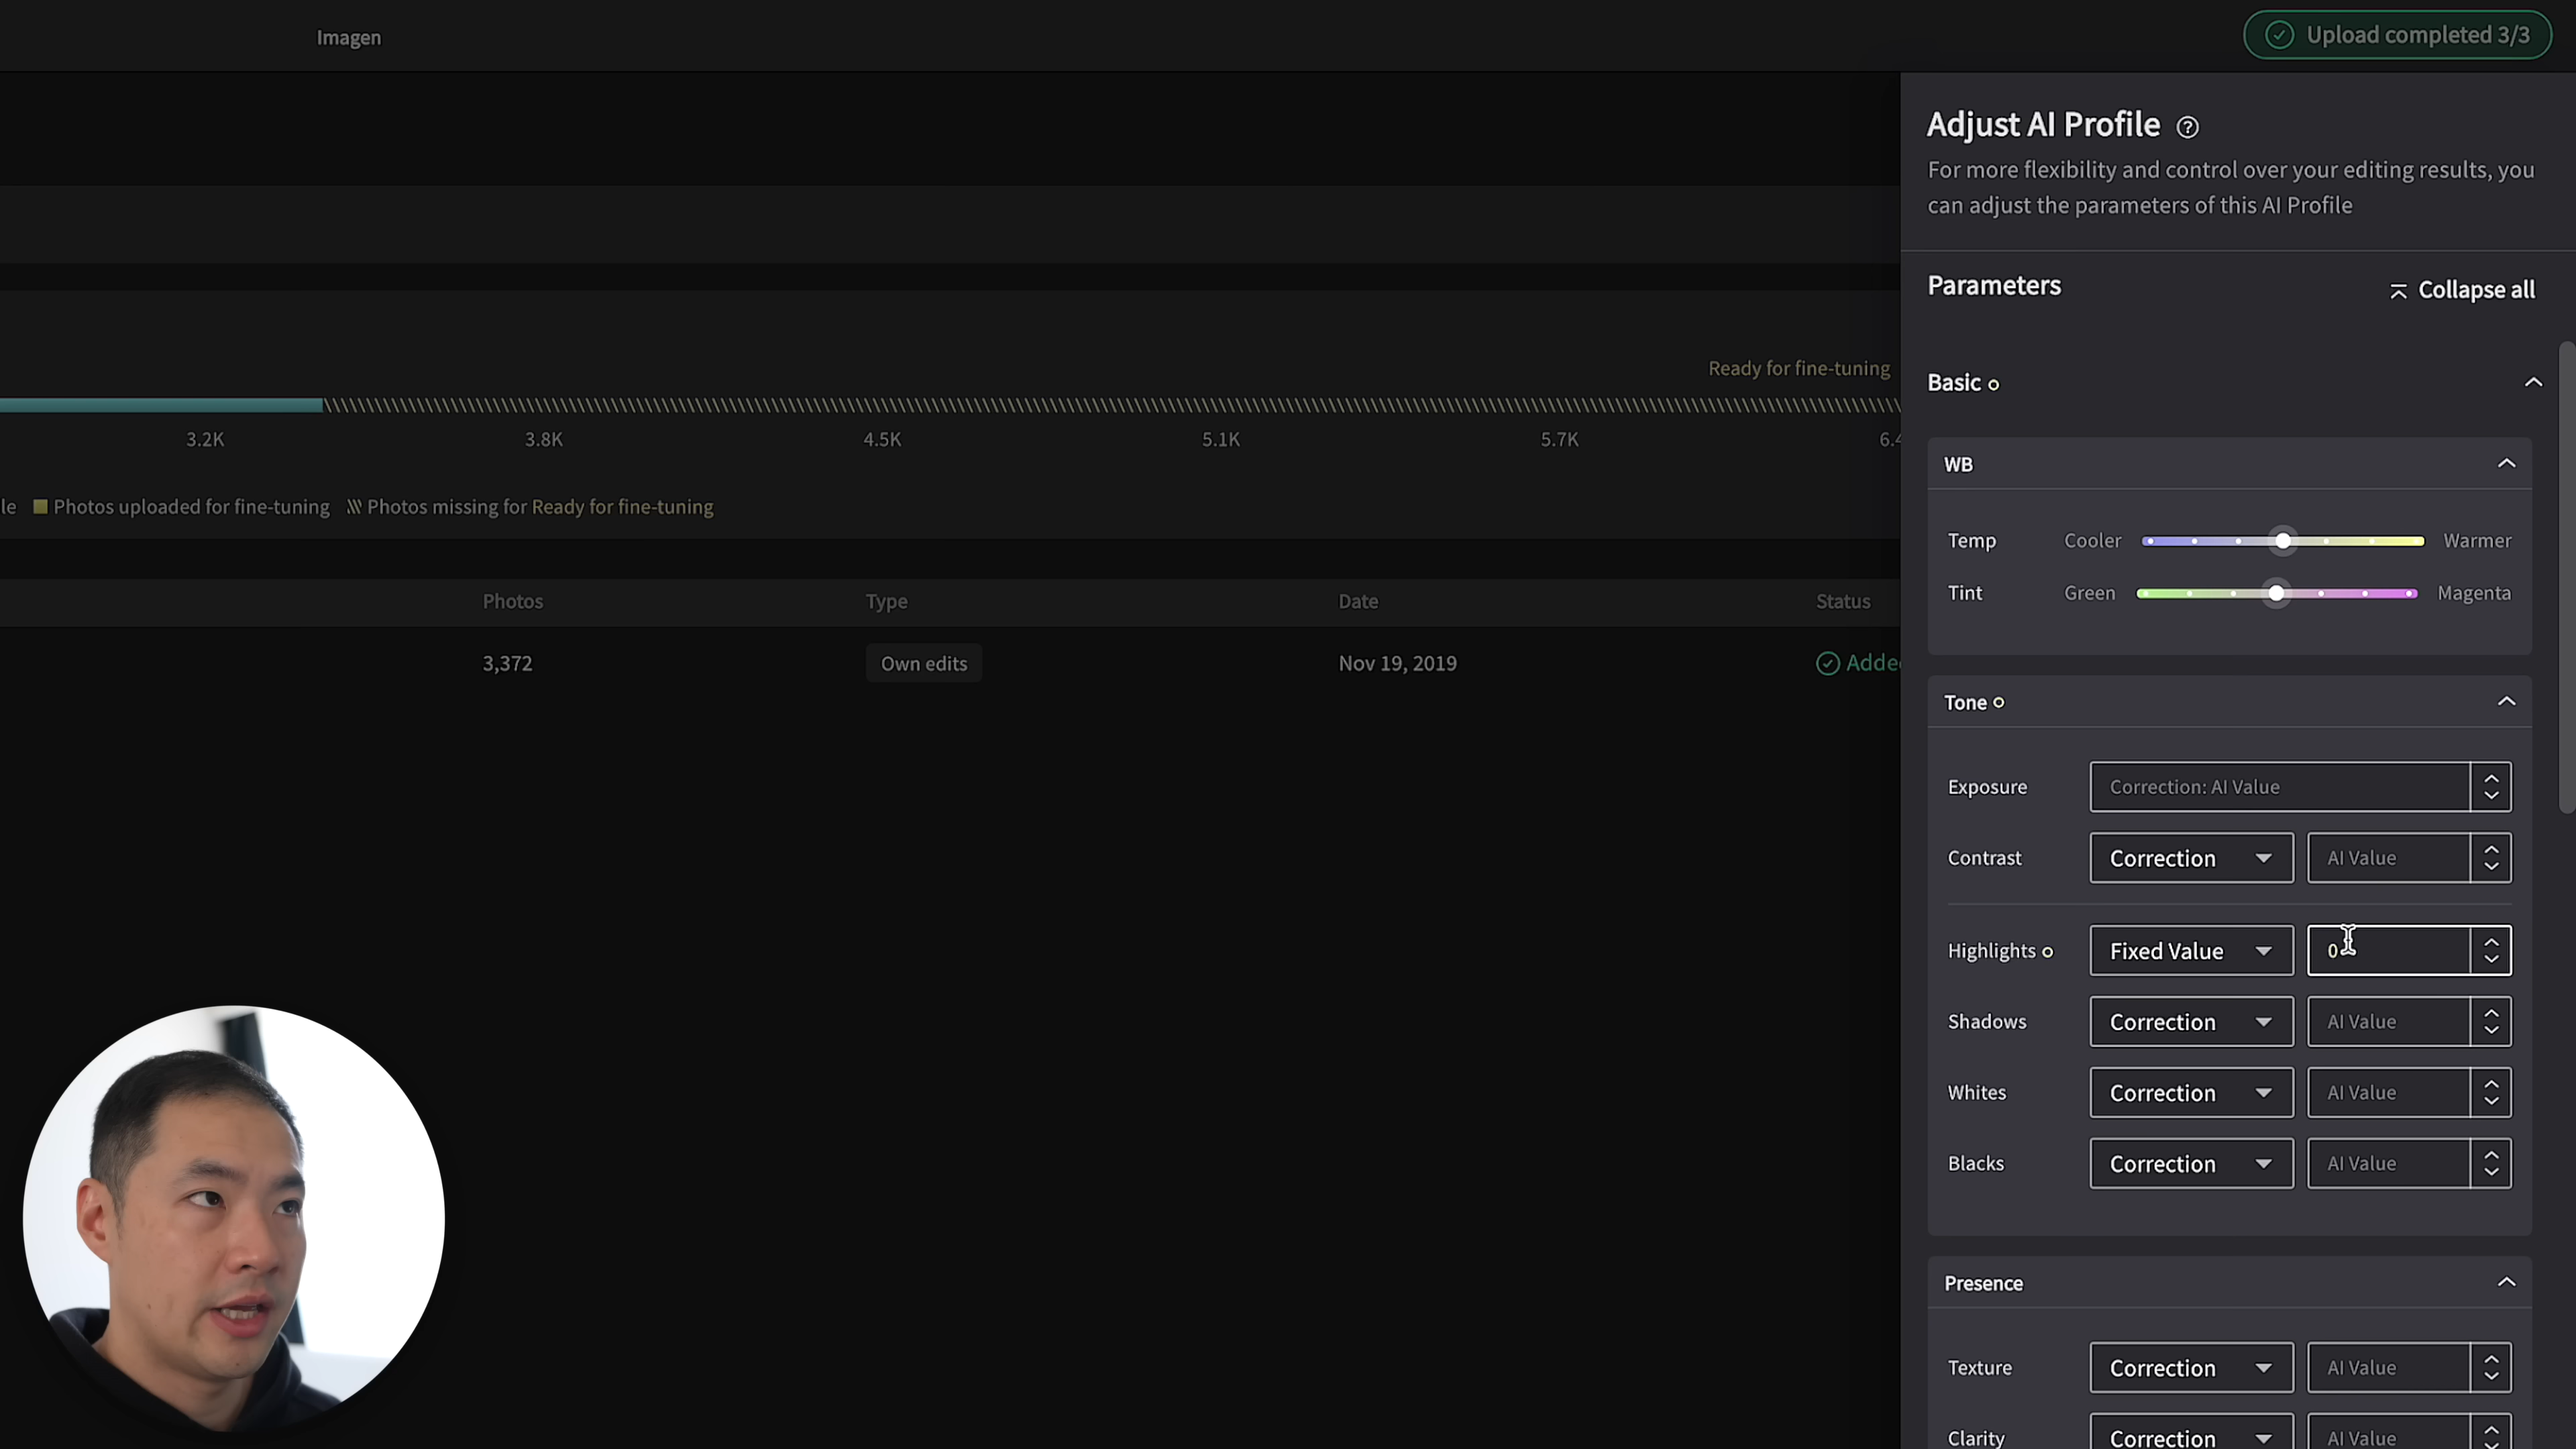 Imagen
Upload completed 3/3
Adjust AI Profile
For more flexibility and control over your editing results, you
can adjust the parameters of this AI Profile
Parameters
Collapse all
Ready for fine-tuning
3.2K 3.8K 4.5K 5.1K 5.7K 6.4
le Photos uploaded for fine-tuning Photos missing for Ready for fine-tuning
Photos Type Date Status
3,372 Own edits Nov 19, 2019 Adde
Basic
WB
Temp Cooler Warmer
Tint Green Magenta
Tone
Exposure Correction: AI Value
Contrast Correction AI Value
Highlights Fixed Value 0
Shadows Correction AI Value
Whites Correction AI Value
Blacks Correction AI Value
Presence
Texture Correction AI Value
Clarity Correction AI Value